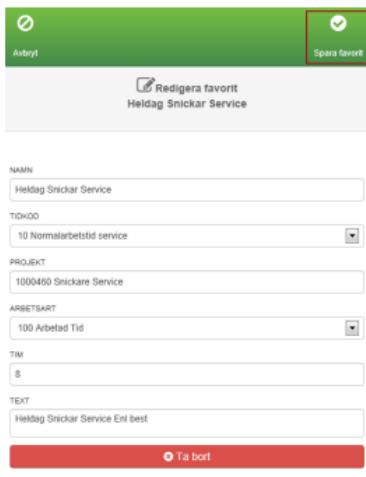 Avbryt
Spara favorit
Redigera favorit
Heldag Snickar Service
NAMN
Heldag Snickar Service
TIDKOD
10 Normalarbetstid service
PROJEKT
1000460 Snickare Service
ARBETSART
100 Arbetad Tid
TIM
8
TEXT
Heldag Snickar Service Enl best
Ta bort